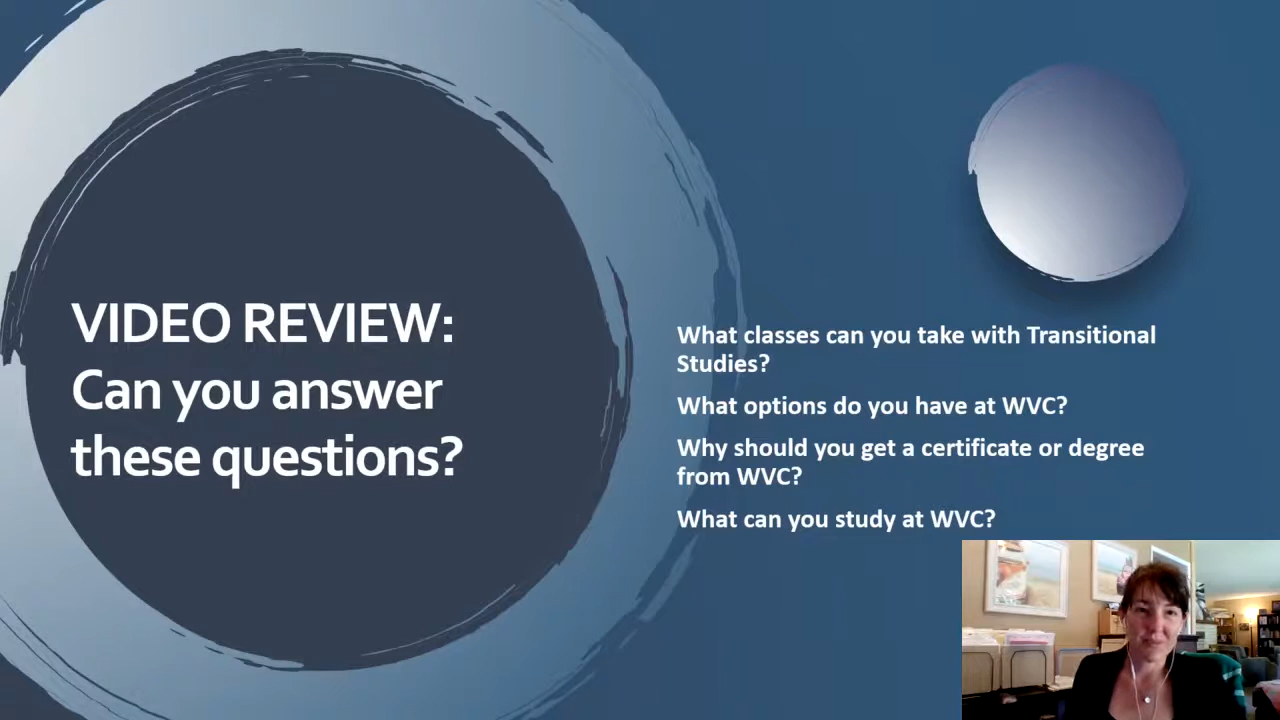 VIDEO REVIEW:
Can you answer
these questions?
What classes can you take with Transitional
Studies?
What options do you have at WVC?
Why should you get a certificate or degree
from WVC?
What can you study at WVC?